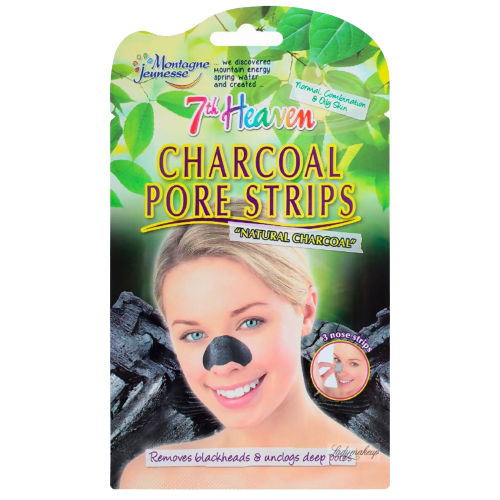 Montagne
Jeunesse
... we discovered
mountain energy
spring water
and created ...
Normal, Combination
& Oily Skin
7th Heaven
CHARCOAL
PORE STRIPS
"NATURAL CHARCOAL"
3 nose strips
Removes blackheads & unclogs deep pores
Ladymakeup